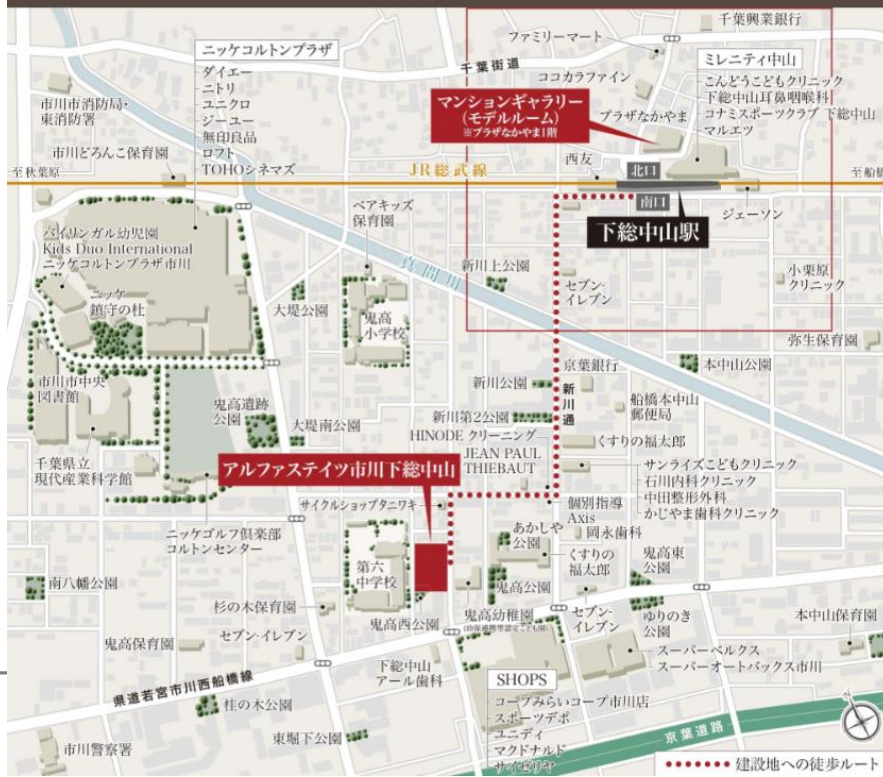 千葉興業銀行
ファミリーマート
千葉街道
ココカラファイン
ミレニティ中山
こんどうこどもクリニック
下総中山耳鼻咽喉科
コナミスポーツクラブ 下総中山
マルエツ
プラザなかやま
マンションギャラリー
(モデルルーム)
※プラザなかやま1階
ニッケコルトンプラザ
ダイエー
ニトリ
ユニクロ
ジーユー
無印良品
ロフト
TOHOシネマズ
市川市消防局・
東消防署
市川どろんこ保育園
至秋葉原
JR総武線
西友
北口
南口
至船橋
ジェーソン
下総中山駅
ベアキッズ
保育園
真間川
新川上公園
セブン-
イレブン
小栗原
クリニック
弥生保育園
バイリンガル幼児園
Kids Duo International
ニッケコルトンプラザ市川
ニッケ
鎮守の杜
大堤公園
鬼高
小学校
京葉銀行
本中山公園
市川市中央
図書館
鬼高遺跡
公園
大堤南公園
新川公園
新川通
船橋本中山
郵便局
新川第2公園
HINODE クリーニング
JEAN PAUL
THIEBAUT
くすりの福太郎
サンライズこどもクリニック
石川内科クリニック
中田整形外科
かじやま歯科クリニック
千葉県立
現代産業科学館
アルファステイツ市川下総中山
サイクルショップタニワキ
個別指導
Axis
岡永歯科
ニッケゴルフ倶楽部
コルトンセンター
第六
中学校
あかしや
公園
くすりの
福太郎
鬼高東
公園
南八幡公園
杉の木保育園
鬼高西公園
鬼高公園
鬼高幼稚園
セブン-
イレブン
ゆりのき
公園
本中山保育園
鬼高保育園
セブン-イレブン
下総中山
アール歯科
スーパーベルクス
スーパーオートバックス市川
県道若宮市川西船橋線
桂の木公園
SHOPS
コープみらいコープ市川店
スポーツデポ
ユニディ
マクドナルド
サイゼリヤ
市川警察署
東堀下公園
京葉道路
建設地への徒歩ルート